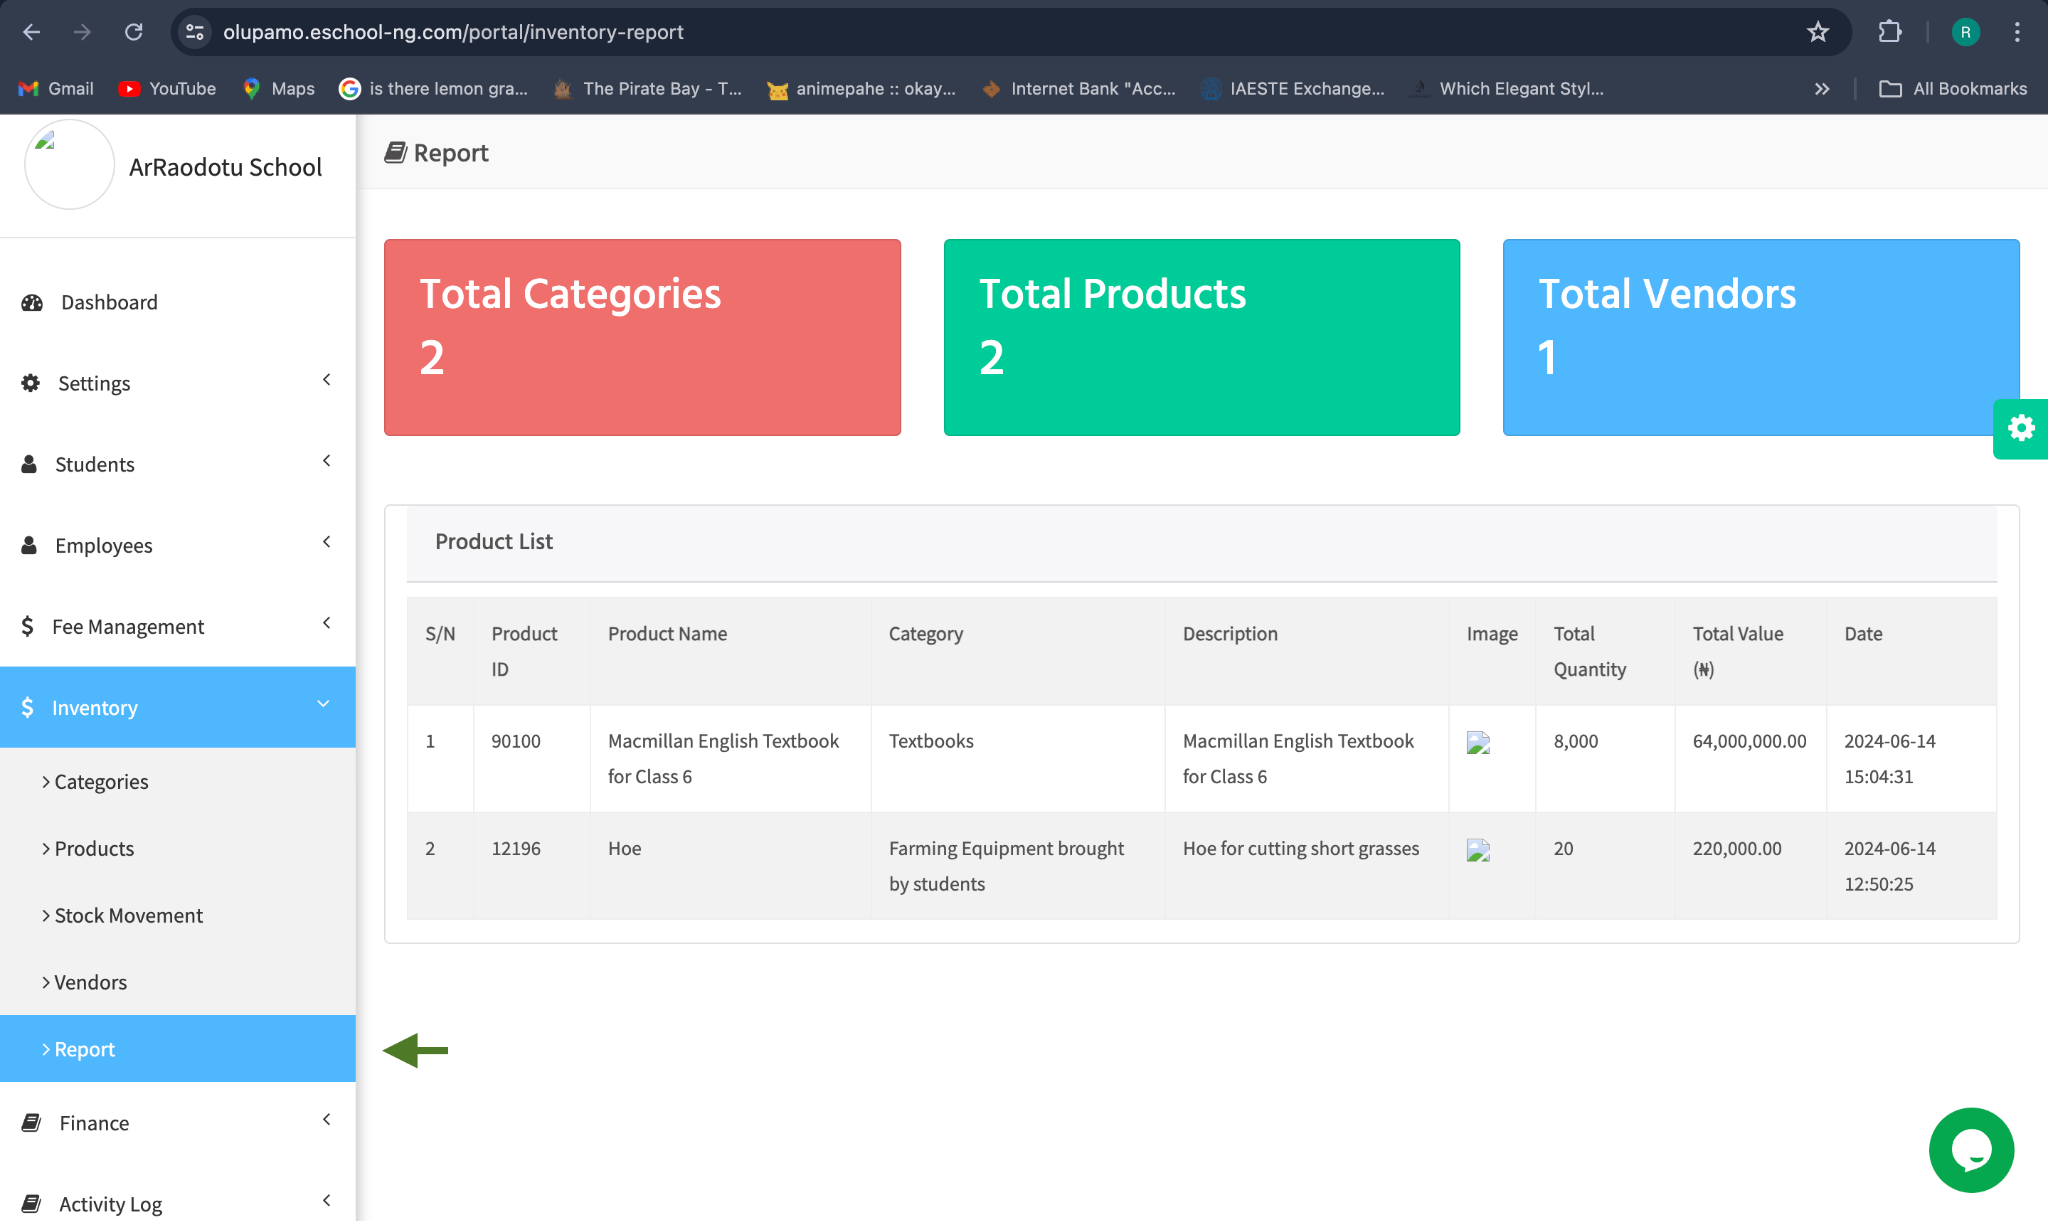 olupamo.eschool-ng.com/portal/inventory-report
R
Gmail
YouTube
Maps
is there lemon gra...
The Pirate Bay - T...
animepahe :: okay...
Internet Bank "Acc...
IAESTE Exchange...
Which Elegant Styl...
All Bookmarks
ArRaodotu School
Dashboard
Settings
Students
Employees
Fee Management
Inventory
Categories
Products
Stock Movement
Vendors
Report
Finance
Activity Log
Report
Total Categories
2
Total Products
2
Total Vendors
1
Product List
S/N Product ID Product Name Category Description Image Total Quantity Total Value (₦) Date
1 90100 Macmillan English Textbook for Class 6 Textbooks Macmillan English Textbook for Class 6 8,000 64,000,000.00 2024-06-14 15:04:31
2 12196 Hoe Farming Equipment brought by students Hoe for cutting short grasses 20 220,000.00 2024-06-14 12:50:25